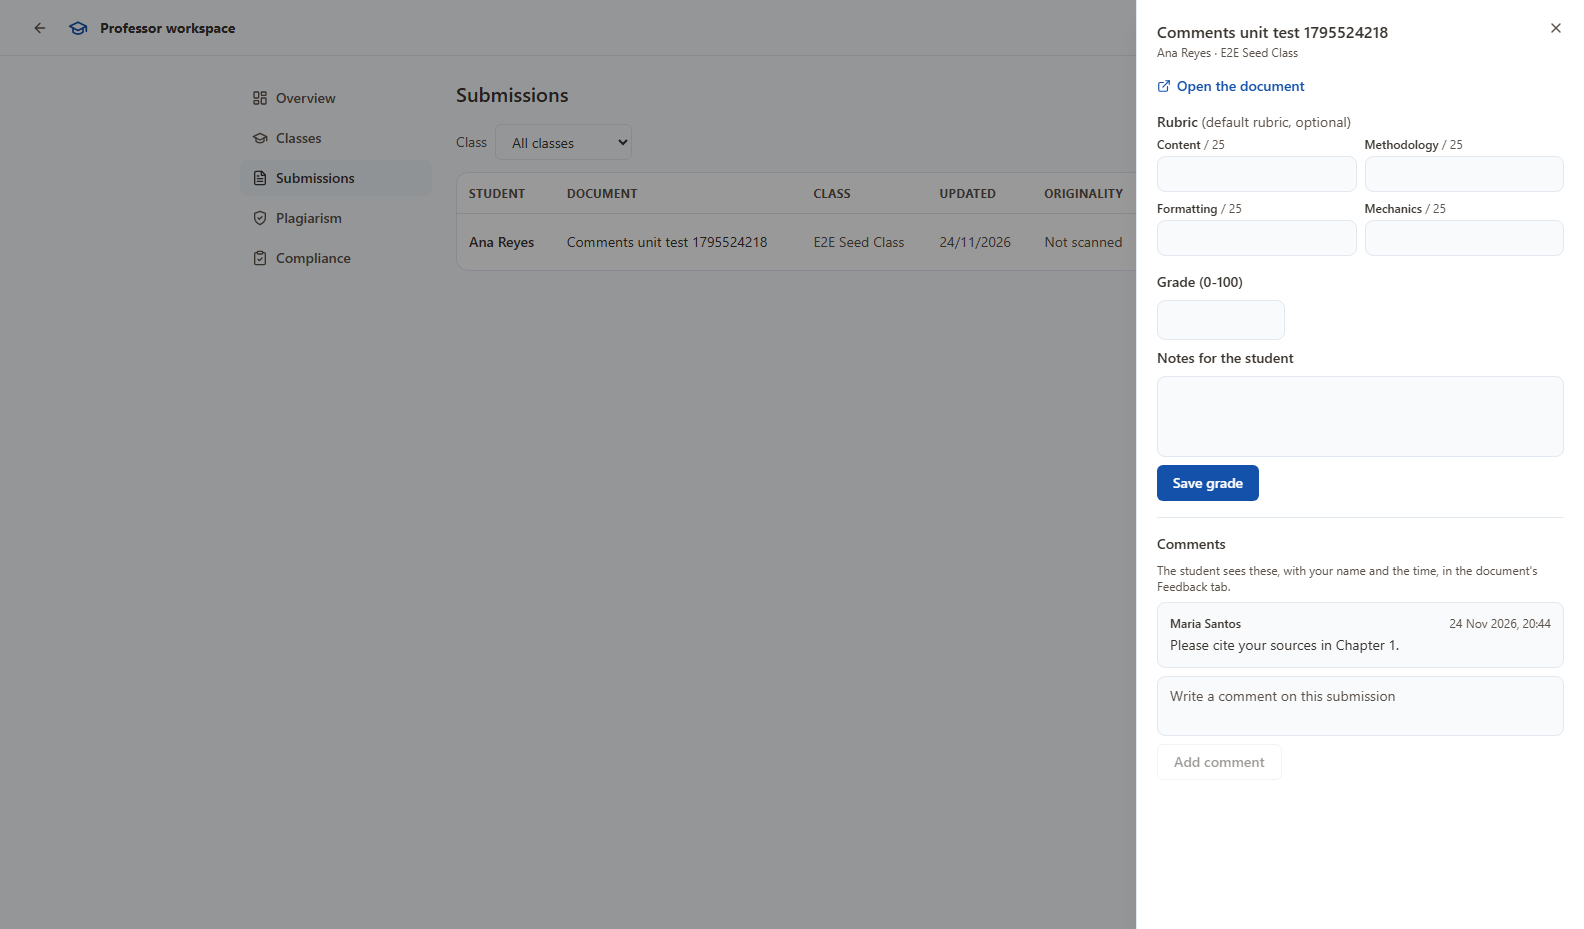 Professor workspace
Overview
Classes
Submissions
Plagiarism
Compliance
Submissions
Class All classes
STUDENT DOCUMENT CLASS UPDATED ORIGINALITY
Ana Reyes Comments unit test 1795524218 E2E Seed Class 24/11/2026 Not scanned
Comments unit test 1795524218
Ana Reyes · E2E Seed Class
Open the document
Rubric (default rubric, optional)
Content / 25 Methodology / 25
Formatting / 25 Mechanics / 25
Grade (0-100)
Notes for the student
Save grade
Comments
The student sees these, with your name and the time, in the document's
Feedback tab.
Maria Santos 24 Nov 2026, 20:44
Please cite your sources in Chapter 1.
Write a comment on this submission
Add comment